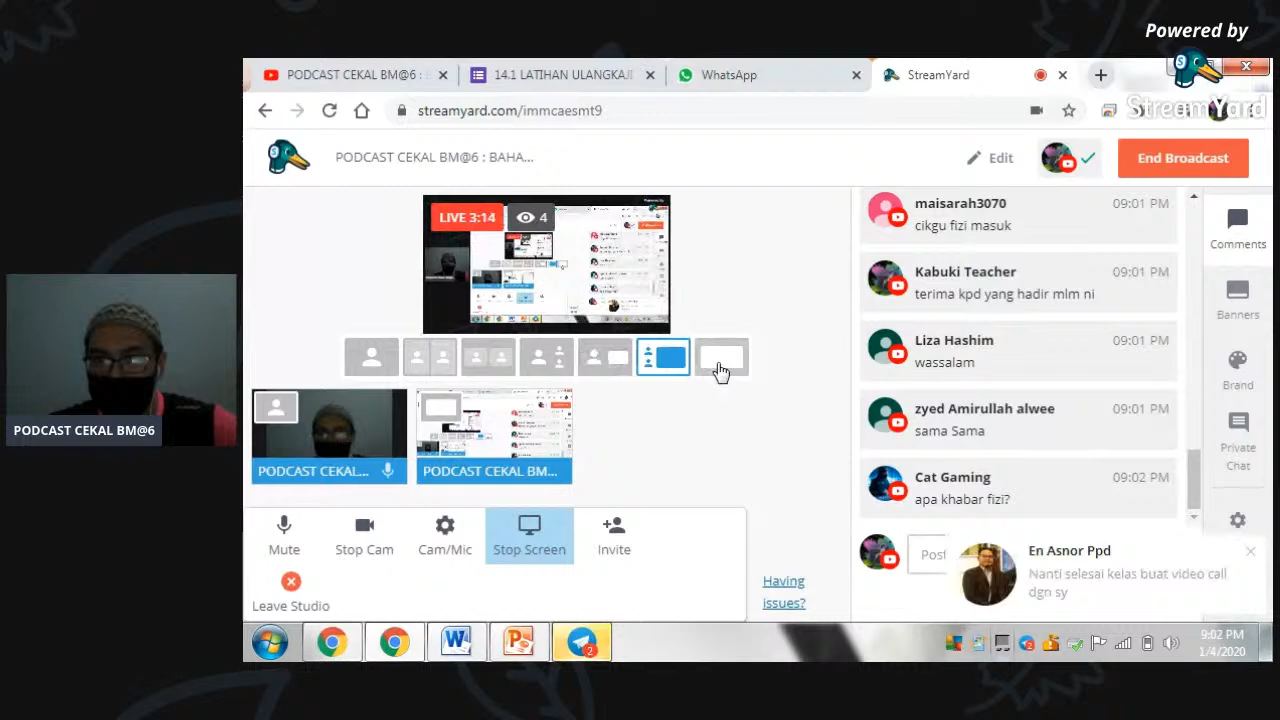 Powered by
StreamYard
PODCAST CEKAL BM@6 :
14.1 LATIHAN ULANGKAJI
WhatsApp
StreamYard
streamyard.com/immcaesmt9
PODCAST CEKAL BM@6 : BAHA...
Edit
End Broadcast
LIVE 3:14
4
maisarah3070
09:01 PM
cikgu fizi masuk
Kabuki Teacher
09:01 PM
terima kpd yang hadir mlm ni
Liza Hashim
09:01 PM
wassalam
zyed Amirullah alwee
09:01 PM
sama Sama
Cat Gaming
09:02 PM
apa khabar fizi?
Comments
Banners
Brand
Private
Chat
PODCAST CEKAL BM@6
PODCAST CEKAL...
PODCAST CEKAL BM...
Mute
Stop Cam
Cam/Mic
Stop Screen
Invite
Leave Studio
Having
issues?
Post
En Asnor Ppd
Nanti selesai kelas buat video call
dgn sy
2
9:02 PM
1/4/2020